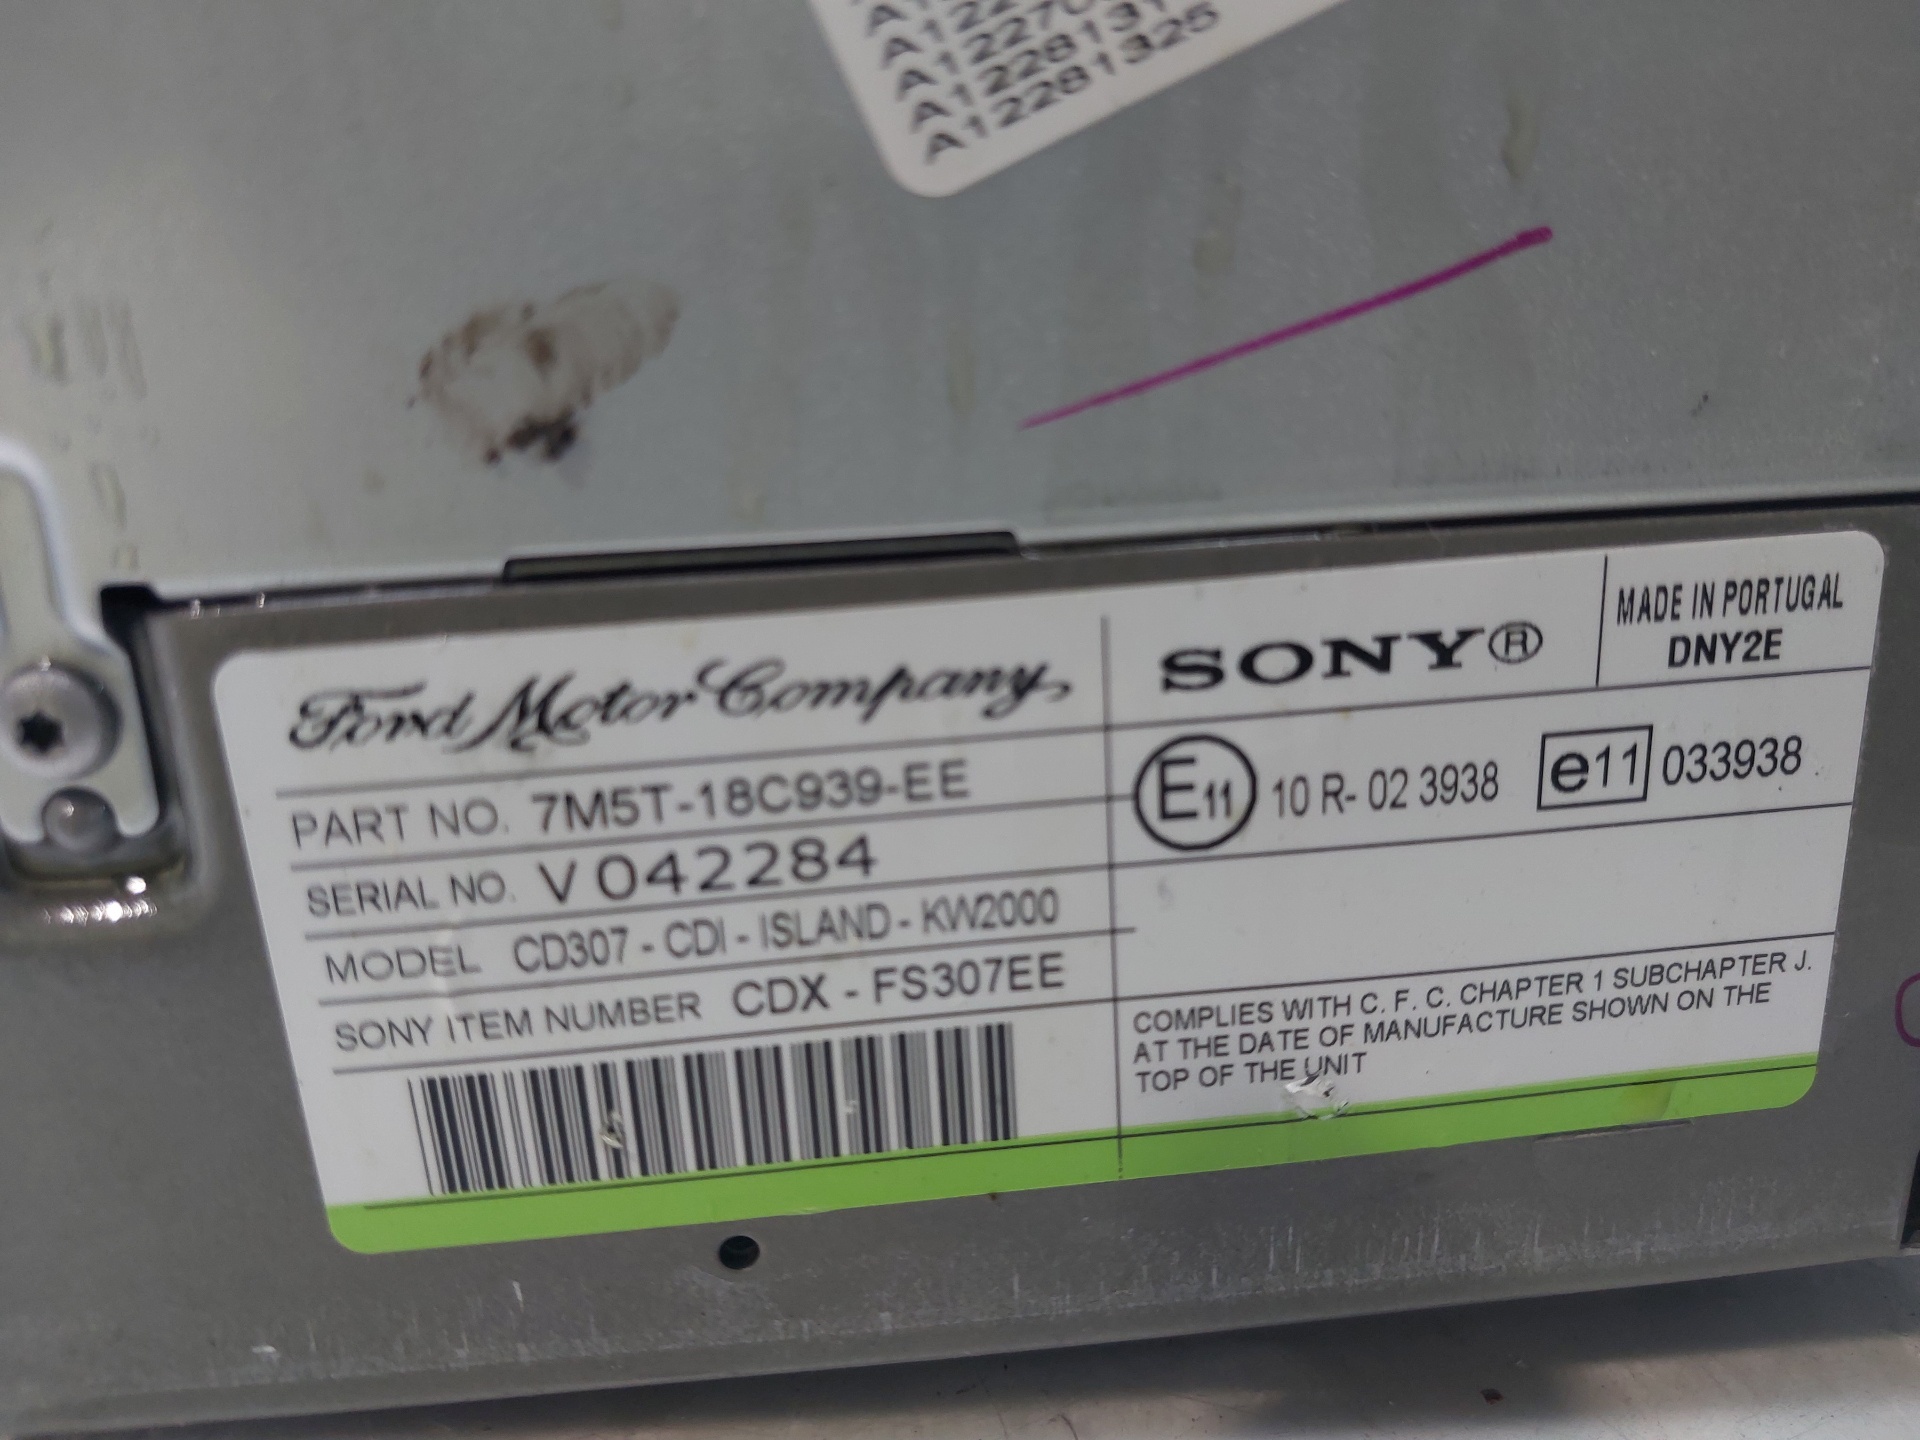 A12281325
Ford Motor Company,
PART NO. 7M5T-18C939-EE
SERIAL NO. V042284
MODEL CD307 - CDI - ISLAND - KW2000
SONY ITEM NUMBER CDX - FS307EE
SONY®
MADE IN PORTUGAL
DNY2E
E11 10 R- 02 3938 e11 033938
COMPLIES WITH C. F. C. CHAPTER 1 SUBCHAPTER J.
AT THE DATE OF MANUFACTURE SHOWN ON THE
TOP OF THE UNIT